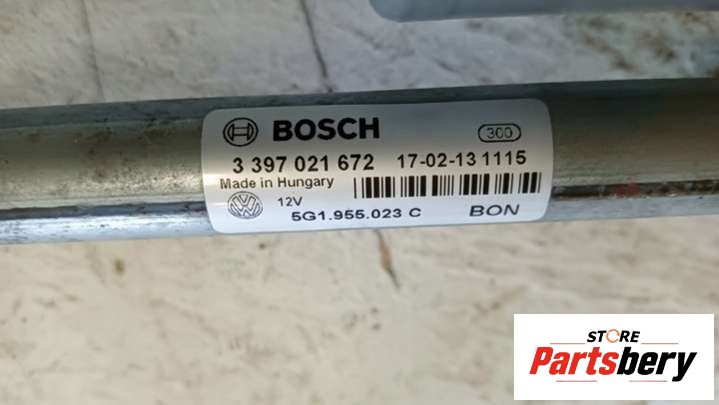 BOSCH
300
3 397 021 672 17-02-13 1115
Made in Hungary
12V
5G1.955.023 C BON
STORE
Partsbery